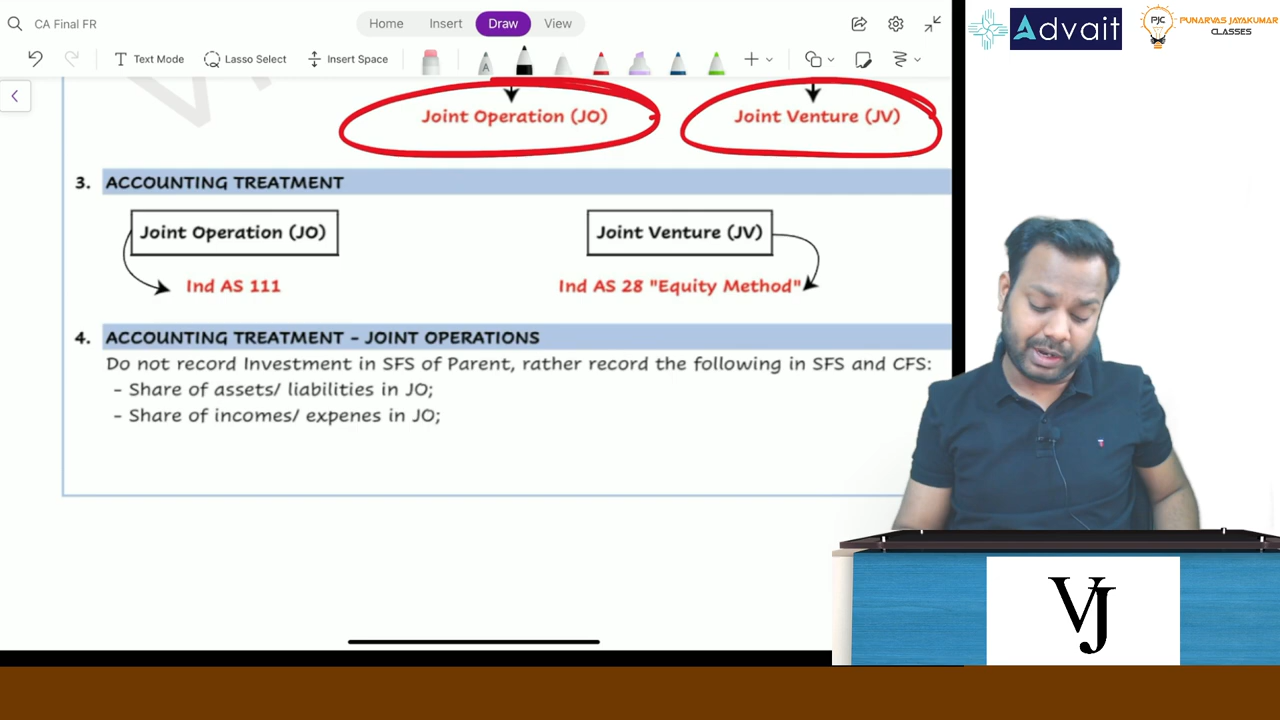 CA Final FR
Home Insert Draw View
Advait
PJC
PUNARVAS JAYAKUMAR
CLASSES
Text Mode Lasso Select Insert Space
A
Joint Operation (JO) Joint Venture (JV)
3. ACCOUNTING TREATMENT
Joint Operation (JO) Joint Venture (JV)
Ind AS 111 Ind AS 28 "Equity Method"
4. ACCOUNTING TREATMENT – JOINT OPERATIONS
Do not record Investment in SFS of Parent, rather record the following in SFS and CFS:
- Share of assets/ liabilities in JO;
- Share of incomes/ expenes in JO;
VJ